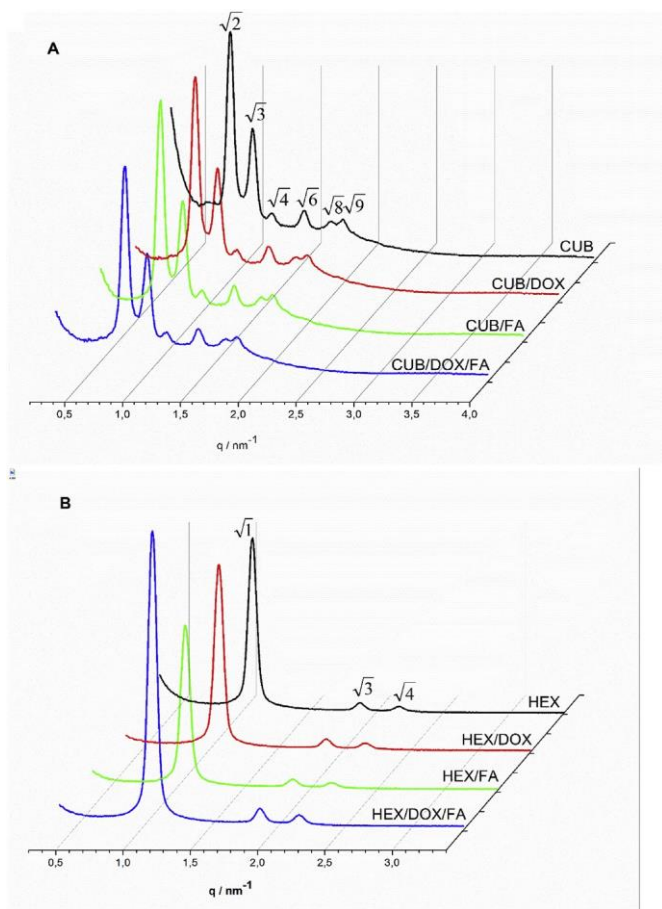 A
√2
√3
√4
√6
√8
√9
CUB
CUB/DOX
CUB/FA
CUB/DOX/FA
0,5 1,0 1,5 2,0 2,5 3,0 3,5 4,0
q / nm⁻¹
B
√1
√3
√4
HEX
HEX/DOX
HEX/FA
HEX/DOX/FA
0,5 1,0 1,5 2,0 2,5 3,0
q / nm⁻¹